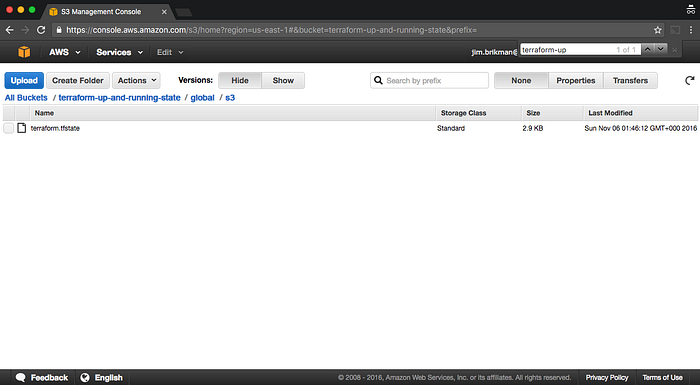 S3 Management Console
https://console.aws.amazon.com/s3/home?region=us-east-1#&bucket=terraform-up-and-running-state&prefix=
AWS Services Edit jim.brikman@ terraform-up 1 of 1
Upload Create Folder Actions Versions: Hide Show Search by prefix None Properties Transfers
All Buckets / terraform-up-and-running-state / global / s3
Name Storage Class Size Last Modified
terraform.tfstate Standard 2.9 KB Sun Nov 06 01:46:12 GMT+000 2016
Feedback English © 2008 - 2016, Amazon Web Services, Inc. or its affiliates. All rights reserved. Privacy Policy Terms of Use